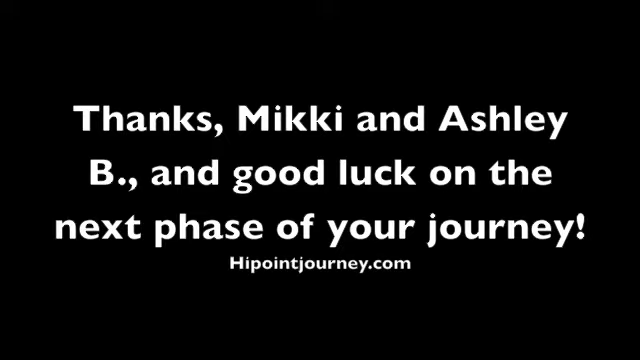 Thanks, Mikki and Ashley
B., and good luck on the
next phase of your journey!
Hipointjourney.com